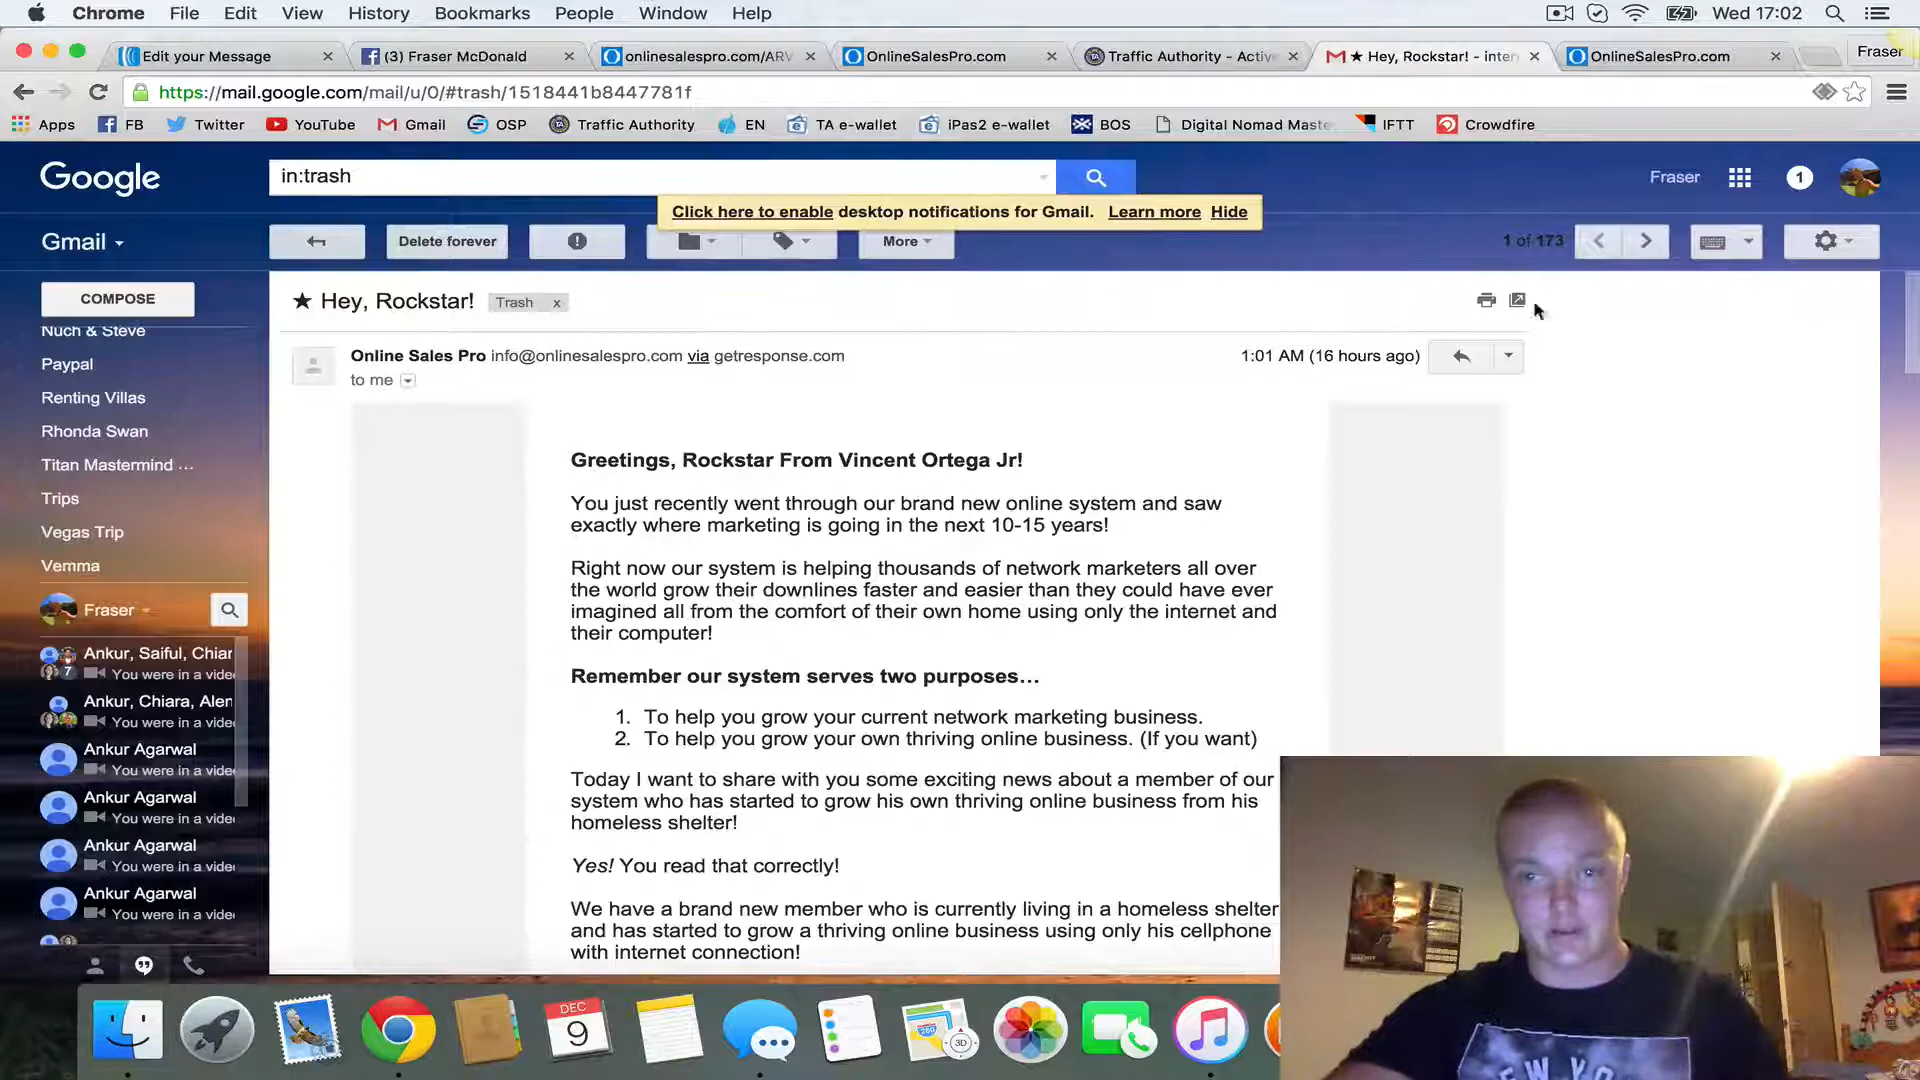 Chrome File Edit View History Bookmarks People Window Help Wed 17:02
Edit your Message (3) Fraser McDonald onlinesalespro.com/ARV OnlineSalesPro.com Traffic Authority - Active ★ Hey, Rockstar! - inter OnlineSalesPro.com Fraser
https://mail.google.com/mail/u/0/#trash/1518441b8447781f
Apps FB Twitter YouTube Gmail OSP Traffic Authority EN TA e-wallet iPas2 e-wallet BOS Digital Nomad Maste IFTT Crowdfire
Google in:trash Fraser 1
Click here to enable desktop notifications for Gmail. Learn more Hide
Gmail Delete forever More 1 of 173
COMPOSE
★ Hey, Rockstar! Trash x
Nuch & Steve
Paypal
Renting Villas
Rhonda Swan
Titan Mastermind ...
Trips
Vegas Trip
Vemma
Fraser
Ankur, Saiful, Chiar
7 You were in a vide
Ankur, Chiara, Aler
You were in a vide
Ankur Agarwal
You were in a vide
Ankur Agarwal
You were in a vide
Ankur Agarwal
You were in a vide
Ankur Agarwal
You were in a vide
Online Sales Pro info@onlinesalespro.com via getresponse.com 1:01 AM (16 hours ago)
to me
Greetings, Rockstar From Vincent Ortega Jr!
You just recently went through our brand new online system and saw
exactly where marketing is going in the next 10-15 years!
Right now our system is helping thousands of network marketers all over
the world grow their downlines faster and easier than they could have ever
imagined all from the comfort of their own home using only the internet and
their computer!
Remember our system serves two purposes…
1. To help you grow your current network marketing business.
2. To help you grow your own thriving online business. (If you want)
Today I want to share with you some exciting news about a member of our
system who has started to grow his own thriving online business from his
homeless shelter!
Yes! You read that correctly!
We have a brand new member who is currently living in a homeless shelter
and has started to grow a thriving online business using only his cellphone
with internet connection!
DEC
9
280
3D
NEW YO